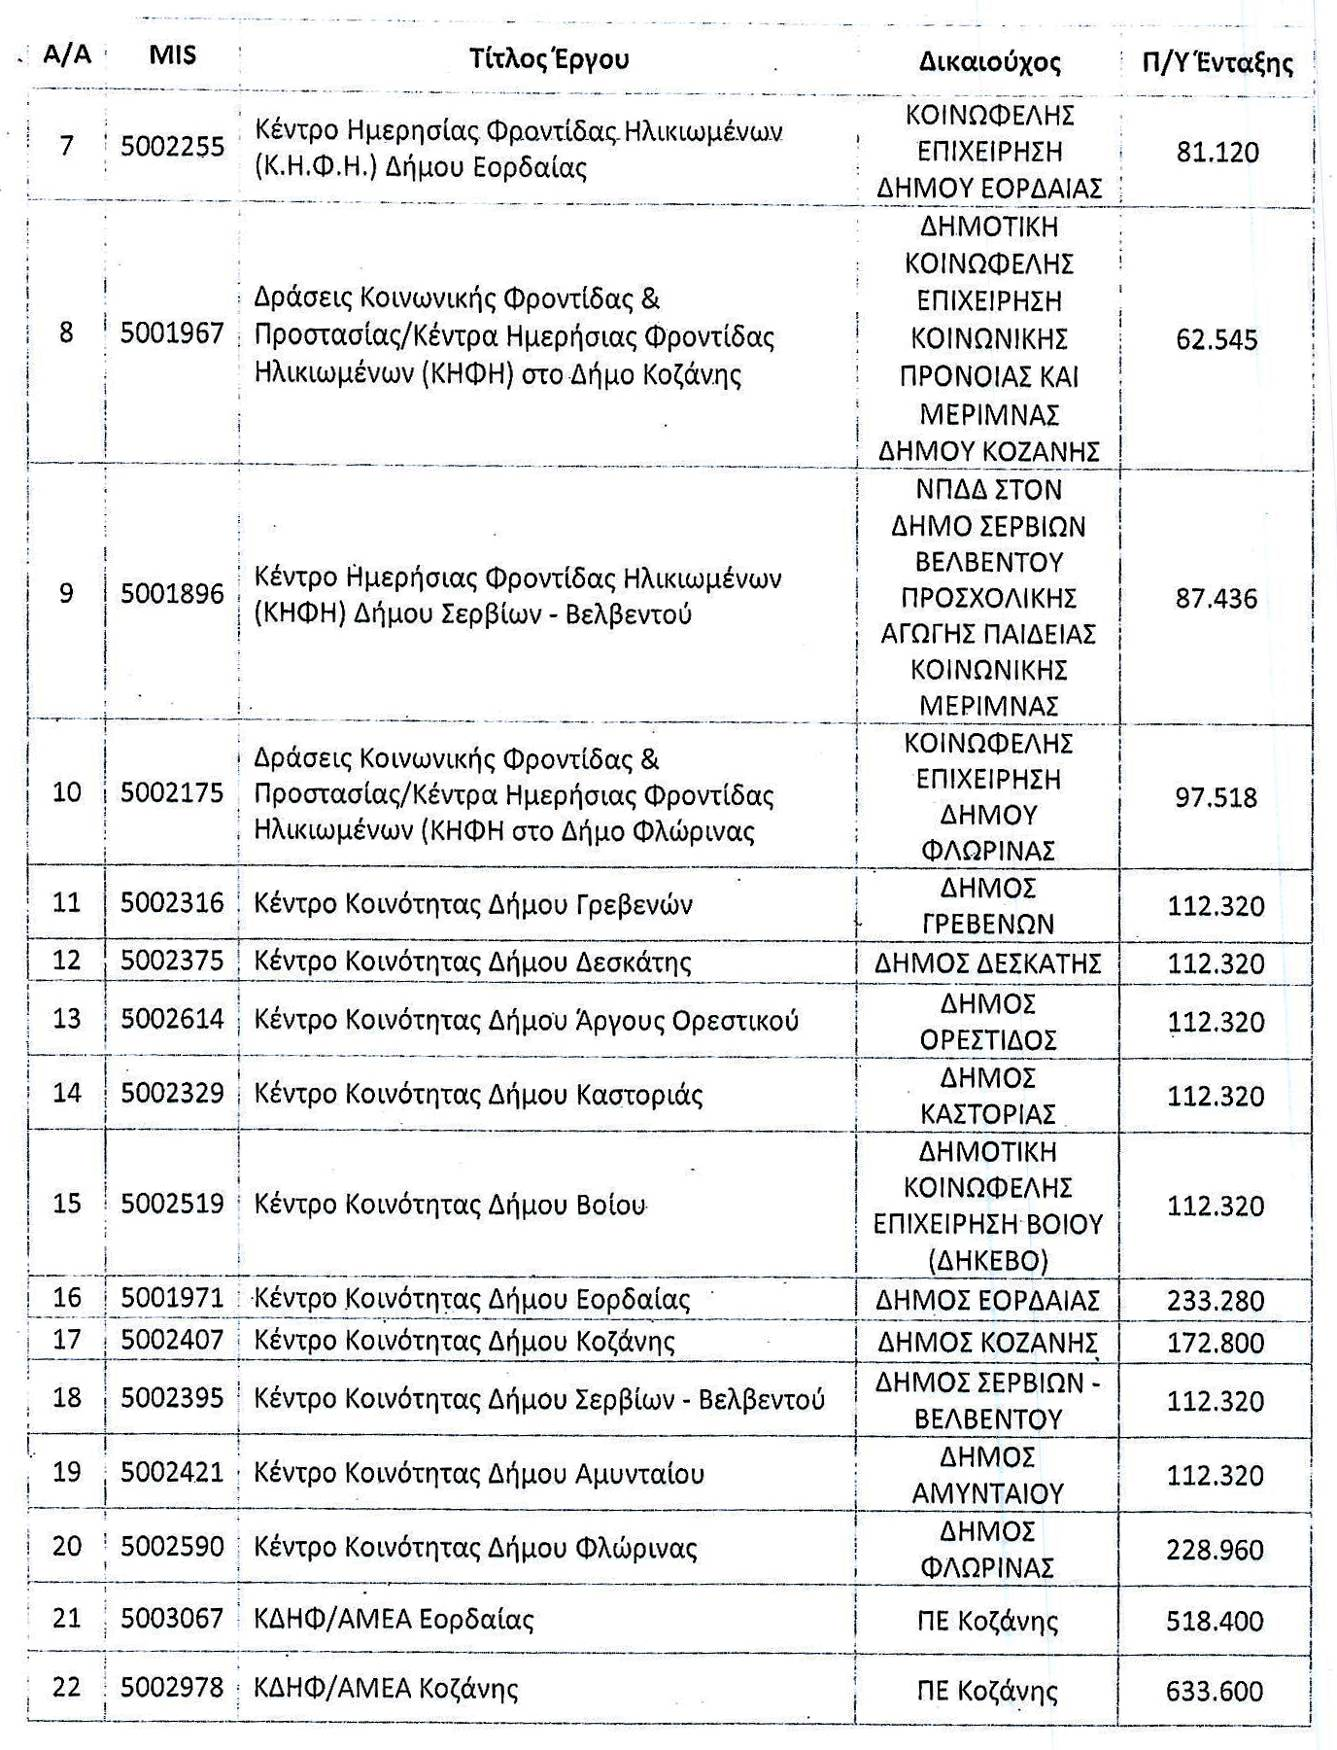 Α/Α MIS Τίτλος Έργου Δικαιούχος Π/Υ Ένταξης
7 5002255 Κέντρο Ημερησίας Φροντίδας Ηλικιωμένων (Κ.Η.Φ.Η.) Δήμου Εορδαίας ΚΟΙΝΩΦΕΛΗΣ ΕΠΙΧΕΙΡΗΣΗ ΔΗΜΟΥ ΕΟΡΔΑΙΑΣ 81.120
8 5001967 Δράσεις Κοινωνικής Φροντίδας & Προστασίας/Κέντρα Ημερήσιας Φροντίδας Ηλικιωμένων (ΚΗΦΗ) στο Δήμο Κοζάνης ΔΗΜΟΤΙΚΗ ΚΟΙΝΩΦΕΛΗΣ ΕΠΙΧΕΙΡΗΣΗ ΚΟΙΝΩΝΙΚΗΣ ΠΡΟΝΟΙΑΣ ΚΑΙ ΜΕΡΙΜΝΑΣ ΔΗΜΟΥ ΚΟΖΑΝΗΣ 62.545
9 5001896 Κέντρο Ημερήσιας Φροντίδας Ηλικιωμένων (ΚΗΦΗ) Δήμου Σερβίων - Βελβεντού ΝΠΔΔ ΣΤΟΝ ΔΗΜΟ ΣΕΡΒΙΩΝ ΒΕΛΒΕΝΤΟΥ ΠΡΟΣΧΟΛΙΚΗΣ ΑΓΩΓΗΣ ΠΑΙΔΕΙΑΣ ΚΟΙΝΩΝΙΚΗΣ ΜΕΡΙΜΝΑΣ 87.436
10 5002175 Δράσεις Κοινωνικής Φροντίδας & Προστασίας/Κέντρα Ημερήσιας Φροντίδας Ηλικιωμένων (ΚΗΦΗ στο Δήμο Φλώρινας ΚΟΙΝΩΦΕΛΗΣ ΕΠΙΧΕΙΡΗΣΗ ΔΗΜΟΥ ΦΛΩΡΙΝΑΣ 97.518
11 5002316 Κέντρο Κοινότητας Δήμου Γρεβενών ΔΗΜΟΣ ΓΡΕΒΕΝΩΝ 112.320
12 5002375 Κέντρο Κοινότητας Δήμου Δεσκάτης ΔΗΜΟΣ ΔΕΣΚΑΤΗΣ 112.320
13 5002614 Κέντρο Κοινότητας Δήμου Άργους Ορεστικού ΔΗΜΟΣ ΟΡΕΣΤΙΔΟΣ 112.320
14 5002329 Κέντρο Κοινότητας Δήμου Καστοριάς ΔΗΜΟΣ ΚΑΣΤΟΡΙΑΣ 112.320
15 5002519 Κέντρο Κοινότητας Δήμου Βοίου ΔΗΜΟΤΙΚΗ ΚΟΙΝΩΦΕΛΗΣ ΕΠΙΧΕΙΡΗΣΗ ΒΟΙΟΥ (ΔΗΚΕΒΟ) 112.320
16 5001971 Κέντρο Κοινότητας Δήμου Εορδαίας ΔΗΜΟΣ ΕΟΡΔΑΙΑΣ 233.280
17 5002407 Κέντρο Κοινότητας Δήμου Κοζάνης ΔΗΜΟΣ ΚΟΖΑΝΗΣ 172.800
18 5002395 Κέντρο Κοινότητας Δήμου Σερβίων - Βελβεντού ΔΗΜΟΣ ΣΕΡΒΙΩΝ - ΒΕΛΒΕΝΤΟΥ 112.320
19 5002421 Κέντρο Κοινότητας Δήμου Αμυνταίου ΔΗΜΟΣ ΑΜΥΝΤΑΙΟΥ 112.320
20 5002590 Κέντρο Κοινότητας Δήμου Φλώρινας ΔΗΜΟΣ ΦΛΩΡΙΝΑΣ 228.960
21 5003067 ΚΔΗΦ/ΑΜΕΑ Εορδαίας ΠΕ Κοζάνης 518.400
22 5002978 ΚΔΗΦ/ΑΜΕΑ Κοζάνης ΠΕ Κοζάνης 633.600